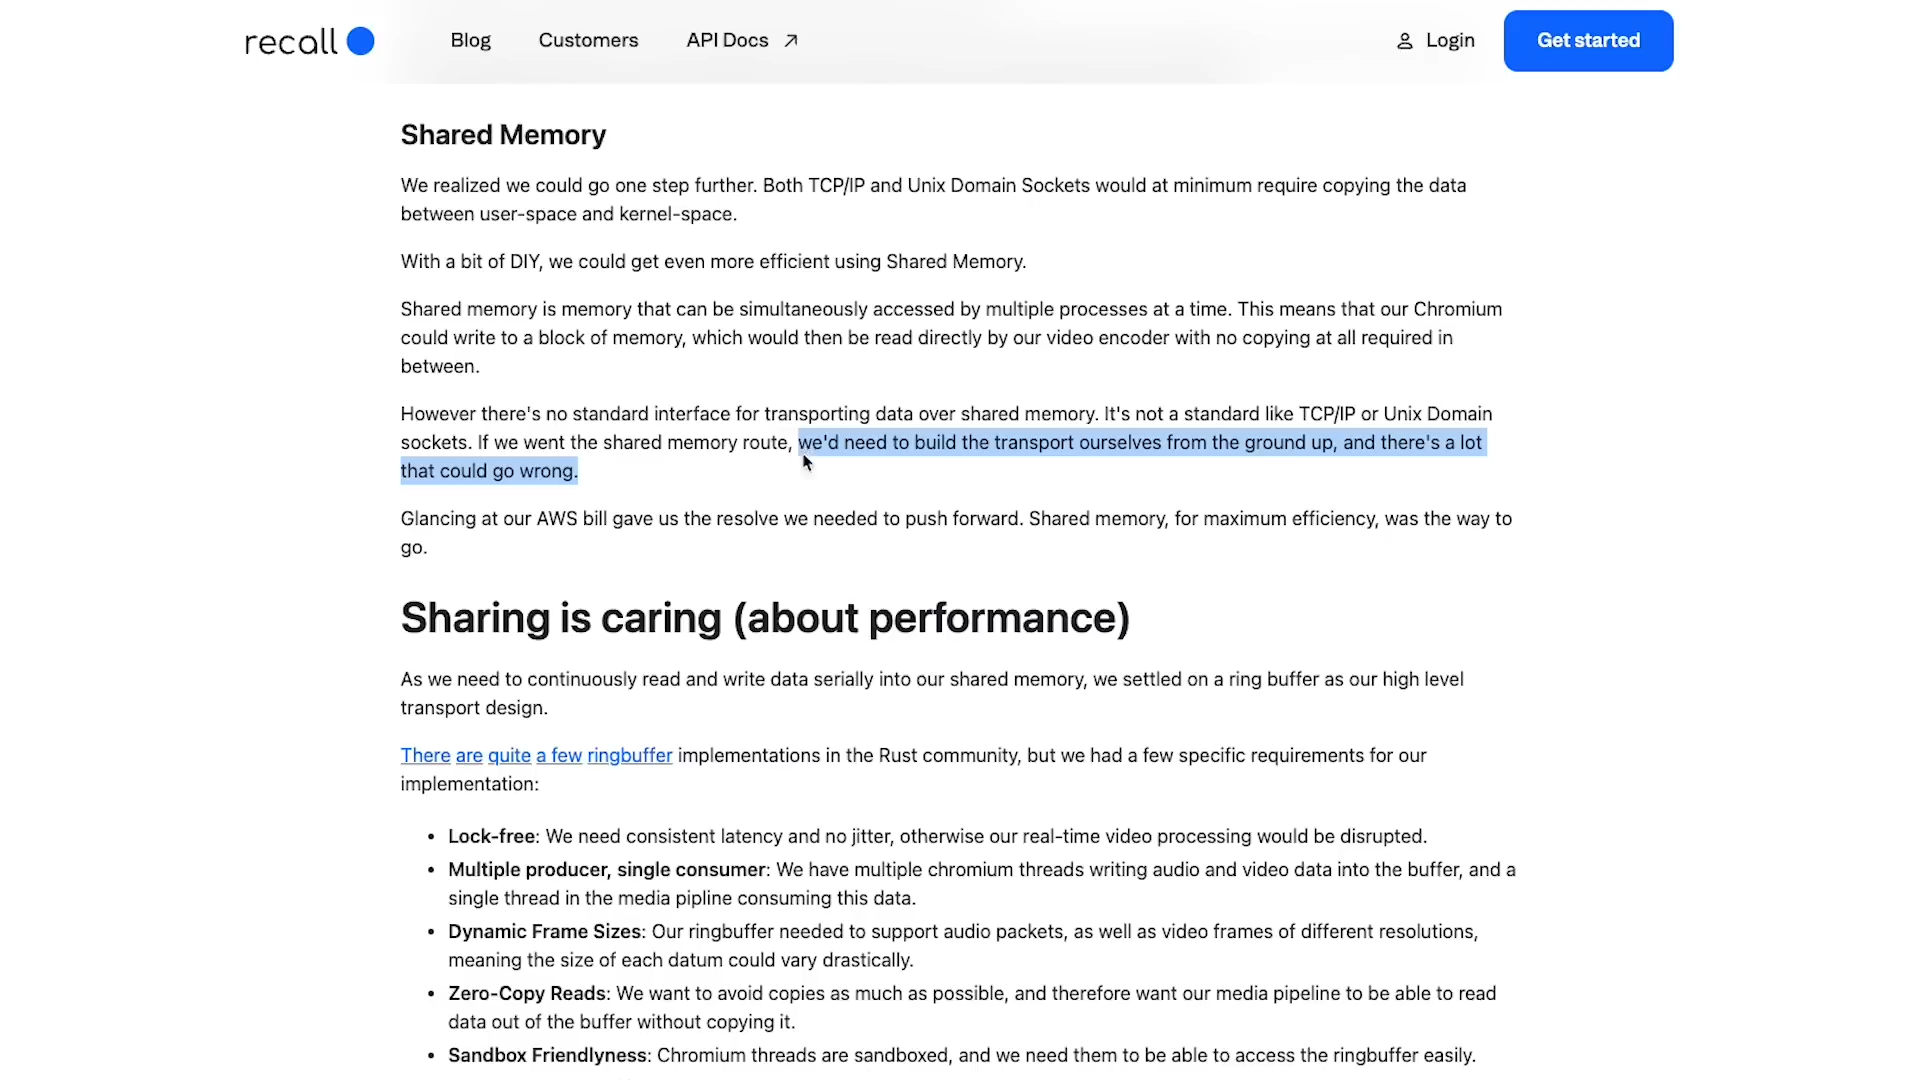 recall
Blog
Customers
API Docs
Login
Get started
Shared Memory
We realized we could go one step further. Both TCP/IP and Unix Domain Sockets would at minimum require copying the data
between user-space and kernel-space.
With a bit of DIY, we could get even more efficient using Shared Memory.
Shared memory is memory that can be simultaneously accessed by multiple processes at a time. This means that our Chromium
could write to a block of memory, which would then be read directly by our video encoder with no copying at all required in
between.
However there's no standard interface for transporting data over shared memory. It's not a standard like TCP/IP or Unix Domain
sockets. If we went the shared memory route, we'd need to build the transport ourselves from the ground up, and there's a lot
that could go wrong.
Glancing at our AWS bill gave us the resolve we needed to push forward. Shared memory, for maximum efficiency, was the way to
go.
Sharing is caring (about performance)
As we need to continuously read and write data serially into our shared memory, we settled on a ring buffer as our high level
transport design.
There are quite a few ringbuffer implementations in the Rust community, but we had a few specific requirements for our
implementation:
• Lock-free: We need consistent latency and no jitter, otherwise our real-time video processing would be disrupted.
• Multiple producer, single consumer: We have multiple chromium threads writing audio and video data into the buffer, and a
single thread in the media pipline consuming this data.
• Dynamic Frame Sizes: Our ringbuffer needed to support audio packets, as well as video frames of different resolutions,
meaning the size of each datum could vary drastically.
• Zero-Copy Reads: We want to avoid copies as much as possible, and therefore want our media pipeline to be able to read
data out of the buffer without copying it.
• Sandbox Friendlyness: Chromium threads are sandboxed, and we need them to be able to access the ringbuffer easily.